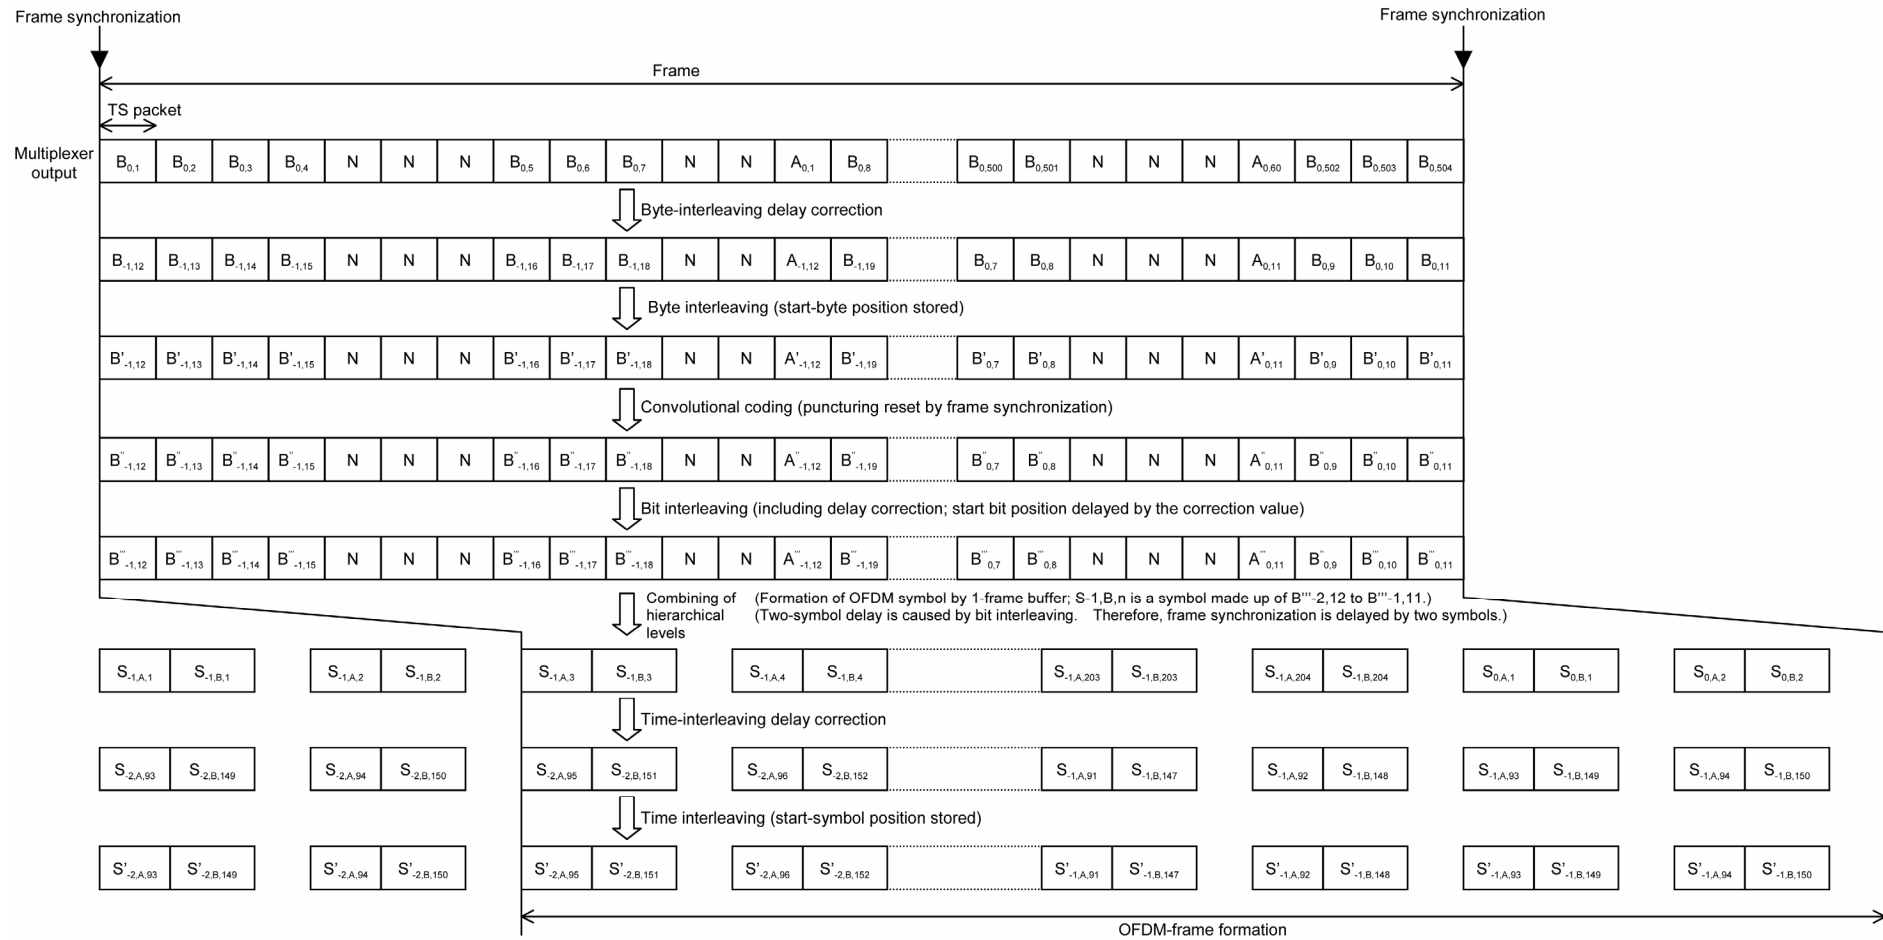 Frame synchronization Frame synchronization
Frame
TS packet
Multiplexer output
B0,1 B0,2 B0,3 B0,4 N N N B0,5 B0,6 B0,7 N N A0,1 B0,8 B0,500 B0,501 N N N A0,60 B0,502 B0,503 B0,504
Byte-interleaving delay correction
B-1,12 B-1,13 B-1,14 B-1,15 N N N B-1,16 B-1,17 B-1,18 N N A-1,12 B-1,19 B0,7 B0,8 N N N A0,11 B0,9 B0,10 B0,11
Byte interleaving (start-byte position stored)
B'-1,12 B'-1,13 B'-1,14 B'-1,15 N N N B'-1,16 B'-1,17 B'-1,18 N N A'-1,12 B'-1,19 B'0,7 B'0,8 N N N A'0,11 B'0,9 B'0,10 B'0,11
Convolutional coding (puncturing reset by frame synchronization)
B''-1,12 B''-1,13 B''-1,14 B''-1,15 N N N B''-1,16 B''-1,17 B''-1,18 N N A''-1,12 B''-1,19 B''0,7 B''0,8 N N N A''0,11 B''0,9 B''0,10 B''0,11
Bit interleaving (including delay correction; start bit position delayed by the correction value)
B'''-1,12 B'''-1,13 B'''-1,14 B'''-1,15 N N N B'''-1,16 B'''-1,17 B'''-1,18 N N A'''-1,12 B'''-1,19 B'''0,7 B'''0,8 N N N A'''0,11 B'''0,9 B'''0,10 B'''0,11
Combining of (Formation of OFDM symbol by 1-frame buffer; S-1,B,n is a symbol made up of B'''-2,12 to B'''-1,11.)
hierarchical (Two-symbol delay is caused by bit interleaving. Therefore, frame synchronization is delayed by two symbols.)
levels
S-1,A,1 S-1,B,1 S-1,A,2 S-1,B,2 S-1,A,3 S-1,B,3 S-1,A,4 S-1,B,4 S-1,A,203 S-1,B,203 S-1,A,204 S-1,B,204 S0,A,1 S0,B,1 S0,A,2 S0,B,2
Time-interleaving delay correction
S-2,A,93 S-2,B,149 S-2,A,94 S-2,B,150 S-2,A,95 S-2,B,151 S-2,A,96 S-2,B,152 S-1,A,91 S-1,B,147 S-1,A,92 S-1,B,148 S-1,A,93 S-1,B,149 S-1,A,94 S-1,B,150
Time interleaving (start-symbol position stored)
S'-2,A,93 S'-2,B,149 S'-2,A,94 S'-2,B,150 S'-2,A,95 S'-2,B,151 S'-2,A,96 S'-2,B,152 S'-1,A,91 S'-1,B,147 S'-1,A,92 S'-1,B,148 S'-1,A,93 S'-1,B,149 S'-1,A,94 S'-1,B,150
OFDM-frame formation